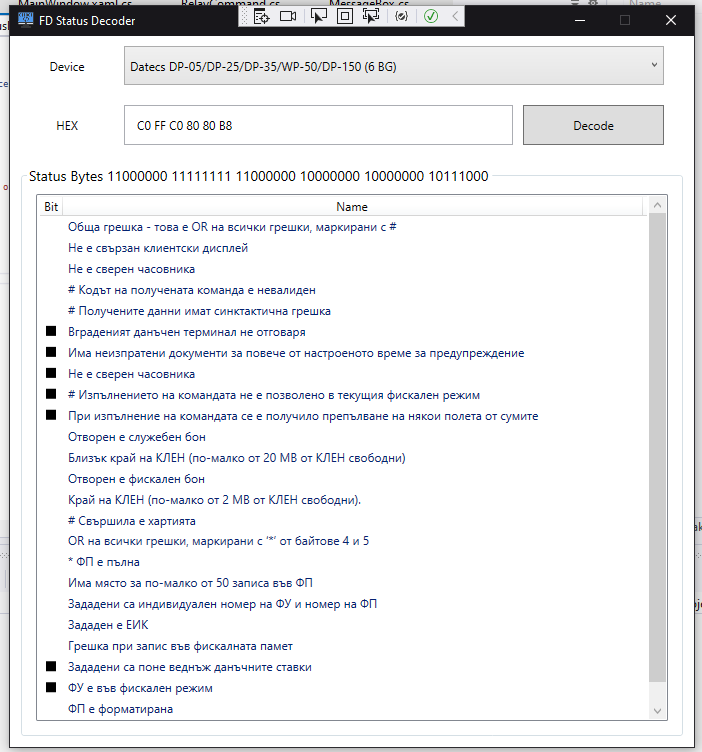 MainWindow.xaml.cs RelayCommand.cs MessageBox.cs Name
FD Status Decoder
Device
Datecs DP-05/DP-25/DP-35/WP-50/DP-150 (6 BG)
HEX
C0 FF C0 80 80 B8
Decode
Status Bytes 11000000 11111111 11000000 10000000 10000000 10111000
Bit Name
Обща грешка - това е OR на всички грешки, маркирани с #
Не е свързан клиентски дисплей
Не е сверен часовника
# Кодът на получената команда е невалиден
# Получените данни имат синктактична грешка
Вграденият данъчен терминал не отговаря
Има неизпратени документи за повече от настроеното време за предупреждение
Не е сверен часовника
# Изпълнението на командата не е позволено в текущия фискален режим
При изпълнение на командата се е получило препълване на някои полета от сумите
Отворен е служебен бон
Близък край на КЛЕН (по-малко от 20 MB от КЛЕН свободни)
Отворен е фискален бон
Край на КЛЕН (по-малко от 2 MB от КЛЕН свободни).
# Свършила е хартията
OR на всички грешки, маркирани с ‘*’ от байтове 4 и 5
* ФП е пълна
Има място за по-малко от 50 записа във ФП
Зададени са индивидуален номер на ФУ и номер на ФП
Зададен е ЕИК
Грешка при запис във фискалната памет
Зададени са поне веднъж данъчните ставки
ФУ е във фискален режим
ФП е форматирана